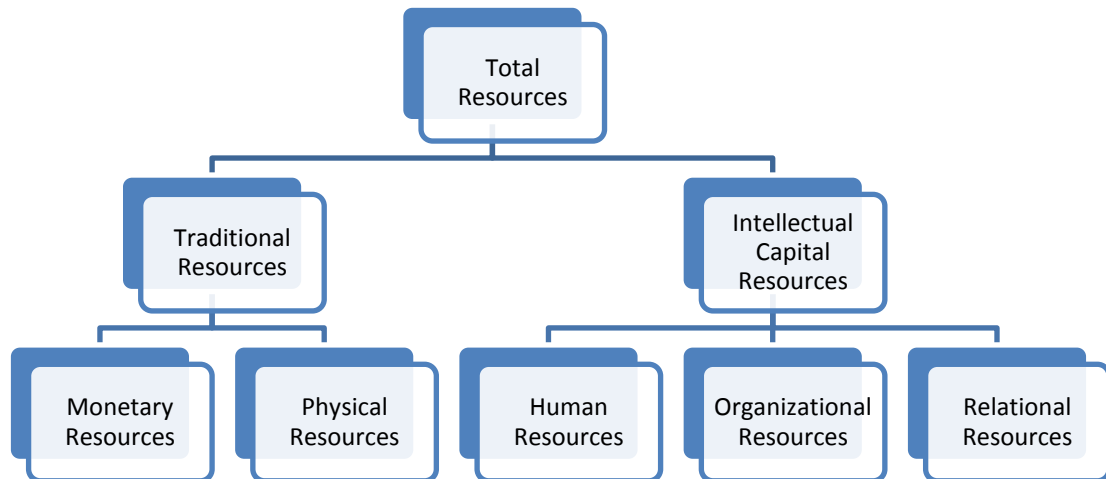 Total
Resources
Traditional
Resources
Intellectual
Capital
Resources
Monetary
Resources
Physical
Resources
Human
Resources
Organizational
Resources
Relational
Resources